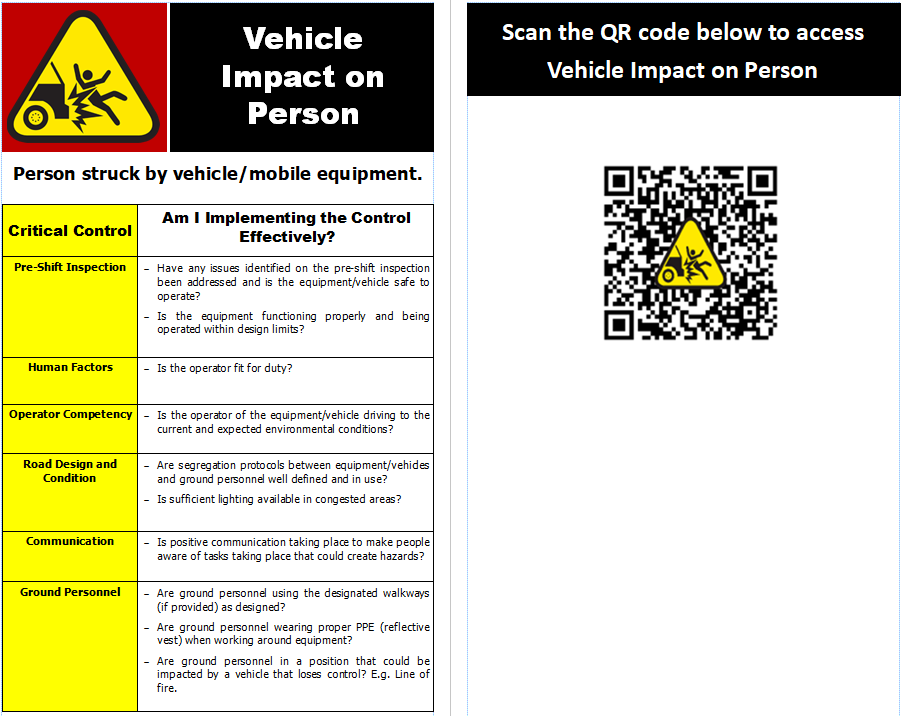 Vehicle
Impact on
Person
Person struck by vehicle/mobile equipment.
Critical Control
Am I Implementing the Control
Effectively?
Pre-Shift Inspection
– Have any issues identified on the pre-shift inspection
been addressed and is the equipment/vehicle safe to
operate?
– Is the equipment functioning properly and being
operated within design limits?
Human Factors
– Is the operator fit for duty?
Operator Competency
– Is the operator of the equipment/vehicle driving to the
current and expected environmental conditions?
Road Design and
Condition
– Are segregation protocols between equipment/vehicles
and ground personnel well defined and in use?
– Is sufficient lighting available in congested areas?
Communication
– Is positive communication taking place to make people
aware of tasks taking place that could create hazards?
Ground Personnel
– Are ground personnel using the designated walkways
(if provided) as designed?
– Are ground personnel wearing proper PPE (reflective
vest) when working around equipment?
– Are ground personnel in a position that could be
impacted by a vehicle that loses control? E.g. Line of
fire.
Scan the QR code below to access
Vehicle Impact on Person